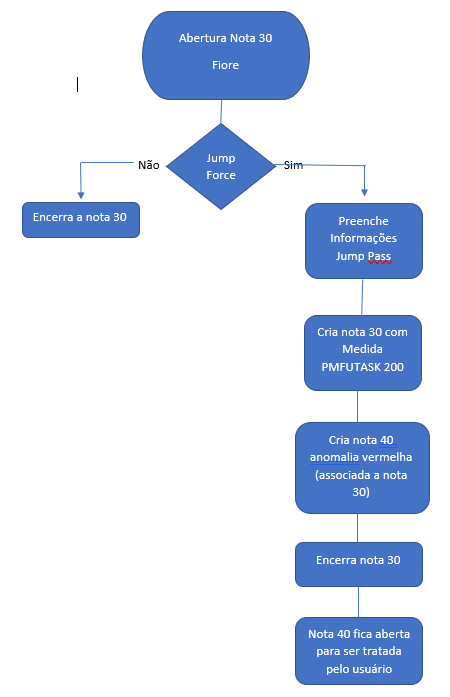 Abertura Nota 30
Fiore
Jump
Force
Não
Sim
Encerra a nota 30
Preenche
Informações
Jump Pass
Cria nota 30 com
Medida
PMFUTASK 200
Cria nota 40
anomalia vermelha
(associada a nota
30)
Encerra nota 30
Nota 40 fica aberta
para ser tratada
pelo usuário